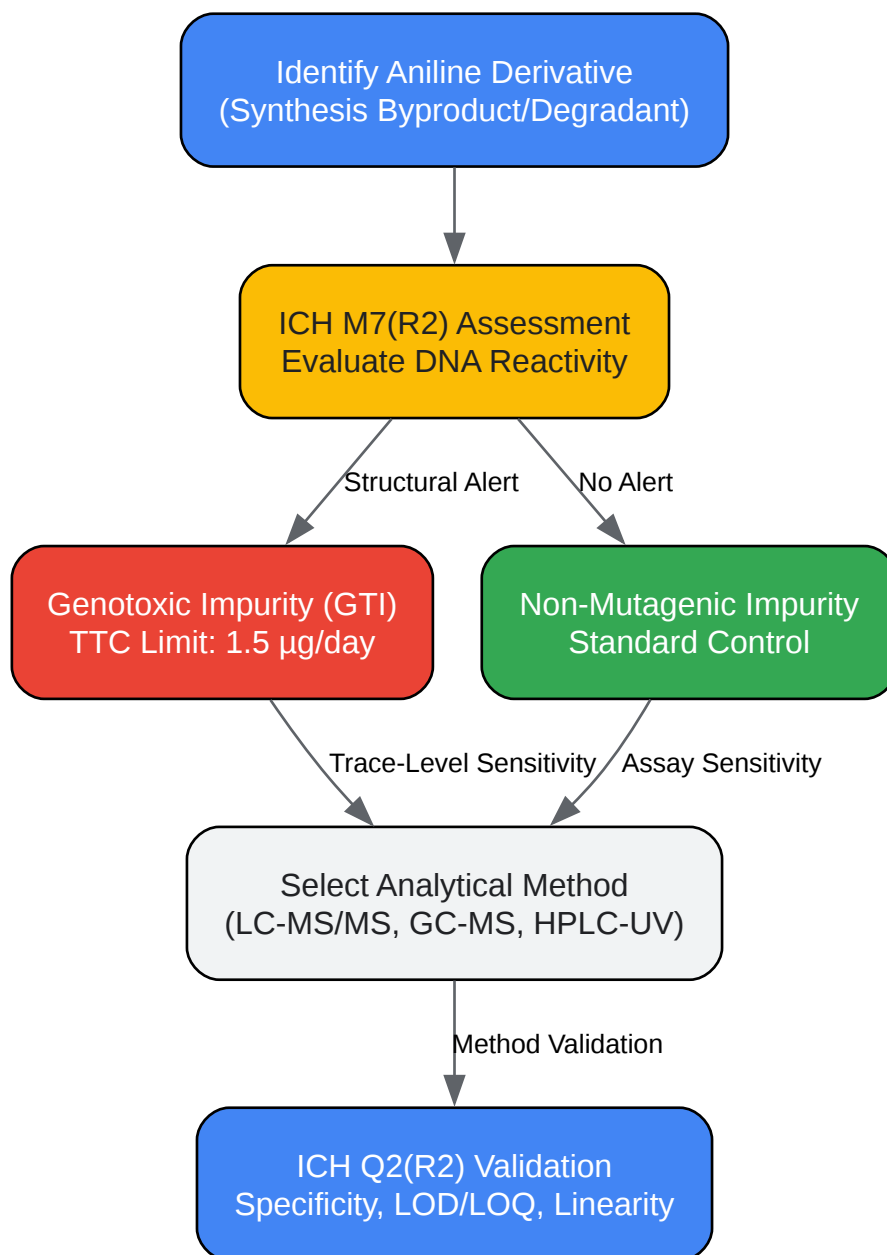 Identify Aniline Derivative
(Synthesis Byproduct/Degradant)
ICH M7(R2) Assessment
Evaluate DNA Reactivity
Structural Alert
No Alert
Genotoxic Impurity (GTI)
TTC Limit: 1.5 µg/day
Non-Mutagenic Impurity
Standard Control
Trace-Level Sensitivity
Assay Sensitivity
Select Analytical Method
(LC-MS/MS, GC-MS, HPLC-UV)
Method Validation
ICH Q2(R2) Validation
Specificity, LOD/LOQ, Linearity